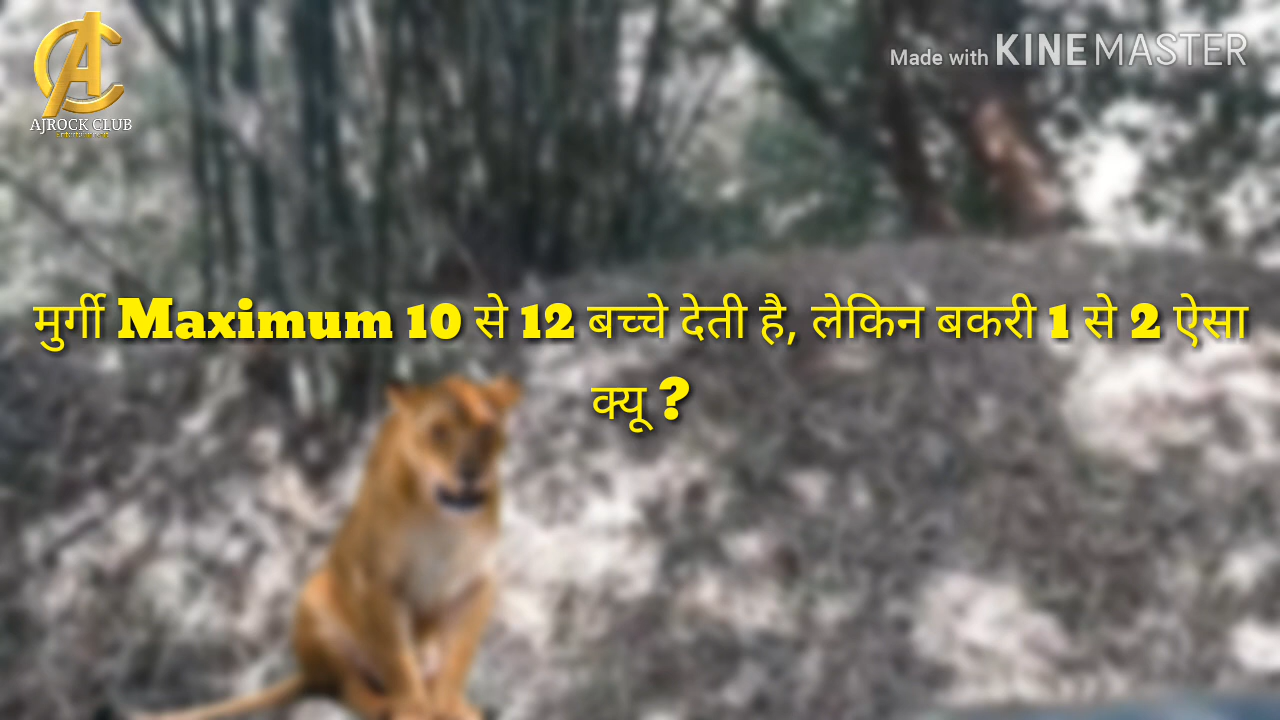 Made with KINEMASTER
AJROCK CLUB
मुर्गी Maximum 10 से 12 बच्चे देती है, लेकिन बकरी 1 से 2 ऐसा
क्यू ?